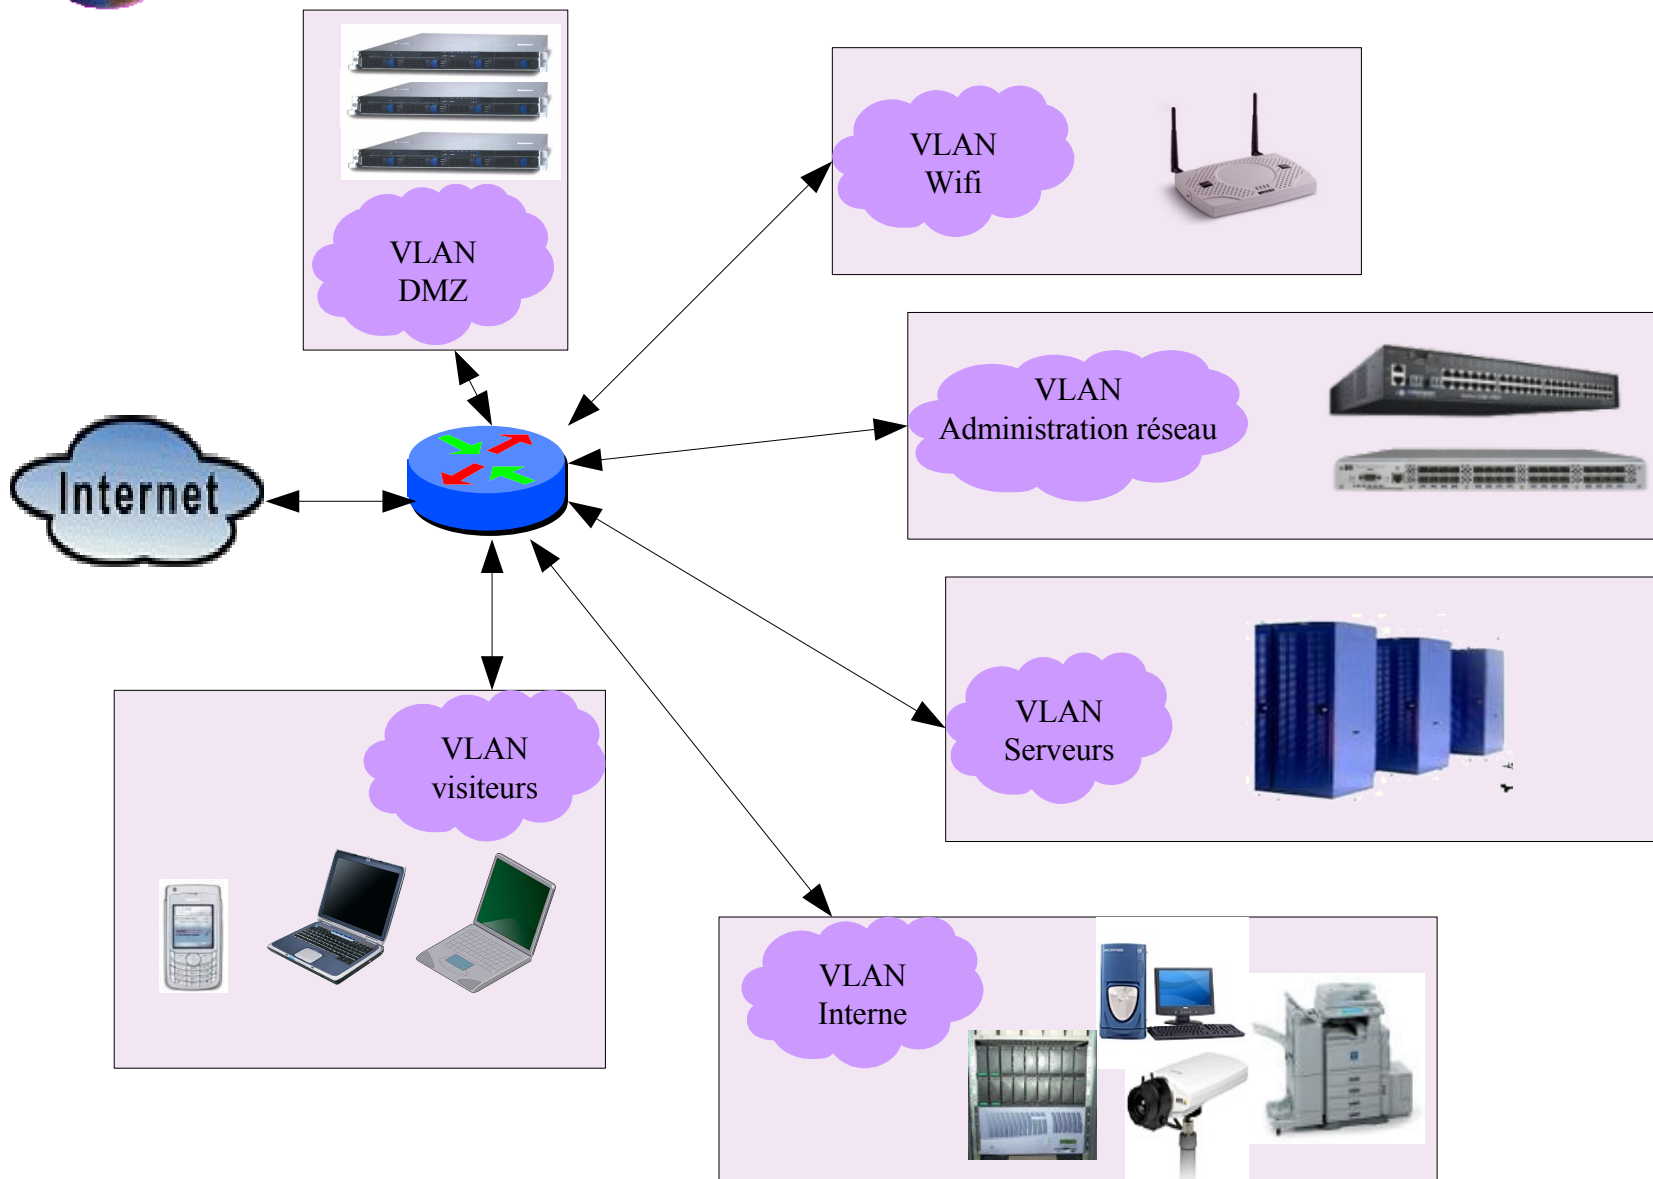 VLAN
DMZ
VLAN
Wifi
VLAN
Administration réseau
Internet
VLAN
Serveurs
VLAN
visiteurs
VLAN
Interne